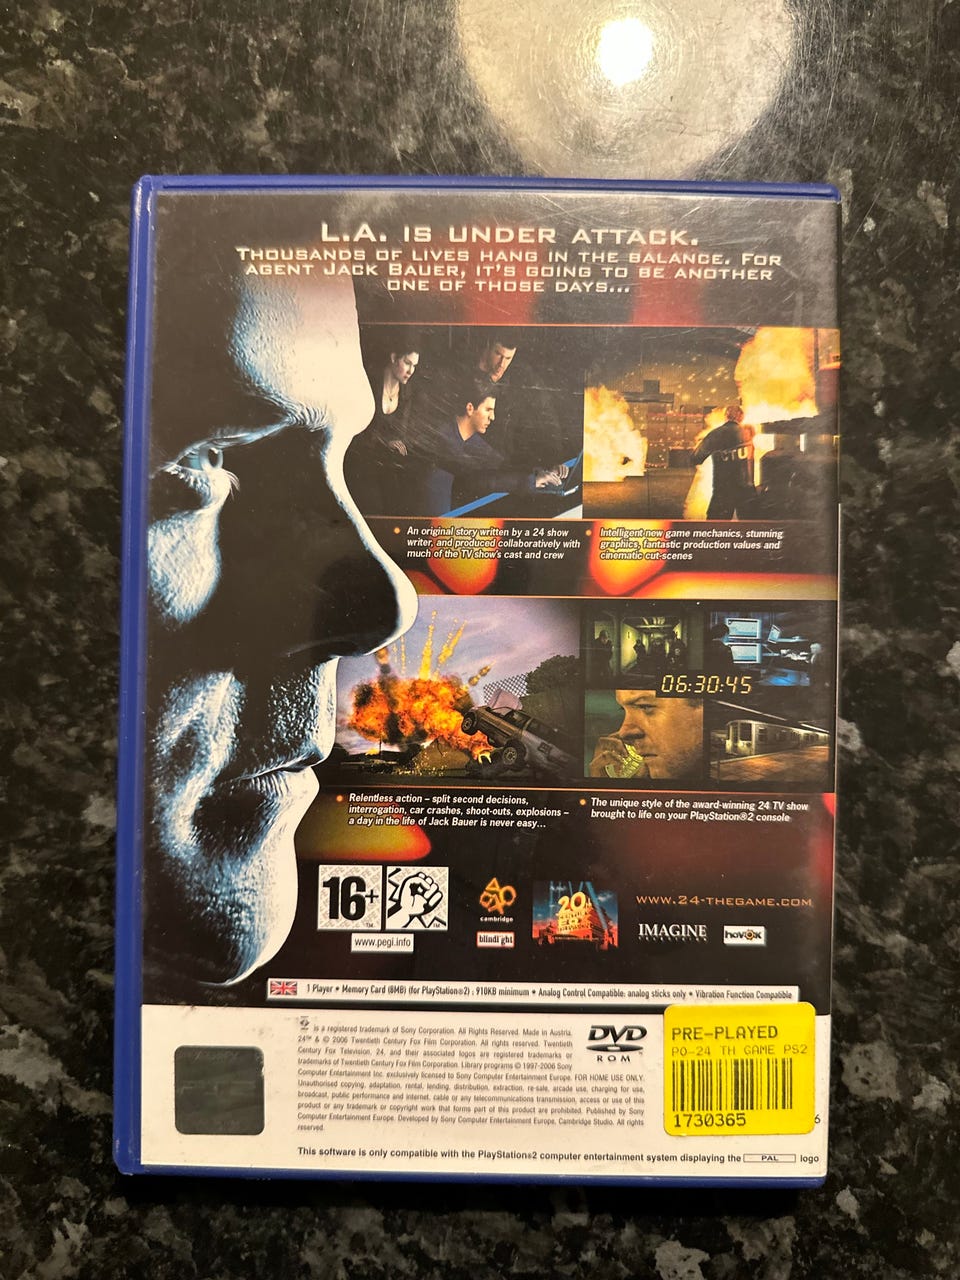 L.A. IS UNDER ATTACK.
THOUSANDS OF LIVES HANG IN THE BALANCE. FOR
AGENT JACK BAUER, IT'S GOING TO BE ANOTHER
ONE OF THOSE DAYS...
CTU
An original story written by a 24 show
writer, and produced collaboratively with
much of the TV show's cast and crew
Intelligent new game mechanics, stunning
graphics, fantastic production values and
cinematic cut-scenes
06:30:45
Relentless action – split second decisions,
interrogation, car crashes, shoot-outs, explosions –
a day in the life of Jack Bauer is never easy...
The unique style of the award-winning 24 TV show
brought to life on your PlayStation®2 console
16+
www.pegi.info
cambridge
20th
WWW.24-THEGAME.COM
IMAGINE
TELEVISION
havok
1 Player • Memory Card (8MB) (for PlayStation®2) : 910KB minimum • Analog Control Compatible: analog sticks only • Vibration Function Compatible
is a registered trademark of Sony Corporation. All Rights Reserved. Made in Austria.
24™ & © 2006 Twentieth Century Fox Film Corporation. All rights reserved. Twentieth
Century Fox Television, 24, and their associated logos are registered trademarks or
trademarks of Twentieth Century Fox Film Corporation. Library programs © 1997-2006 Sony
Computer Entertainment Inc. exclusively licensed to Sony Computer Entertainment Europe. FOR HOME USE ONLY.
Unauthorised copying, adaptation, rental, lending, distribution, extraction, re-sale, arcade use, charging for use,
broadcast, public performance and internet, cable or any telecommunications transmission, access or use of this
product or any trademark or copyright work that forms part of this product are prohibited. Published by Sony
Computer Entertainment Europe. Developed by Sony Computer Entertainment Europe, Cambridge Studio. All rights
reserved.
DVD
ROM
PRE-PLAYED
PO-24 TH GAME PS2
1730365
6
This software is only compatible with the PlayStation®2 computer entertainment system displaying the PAL logo